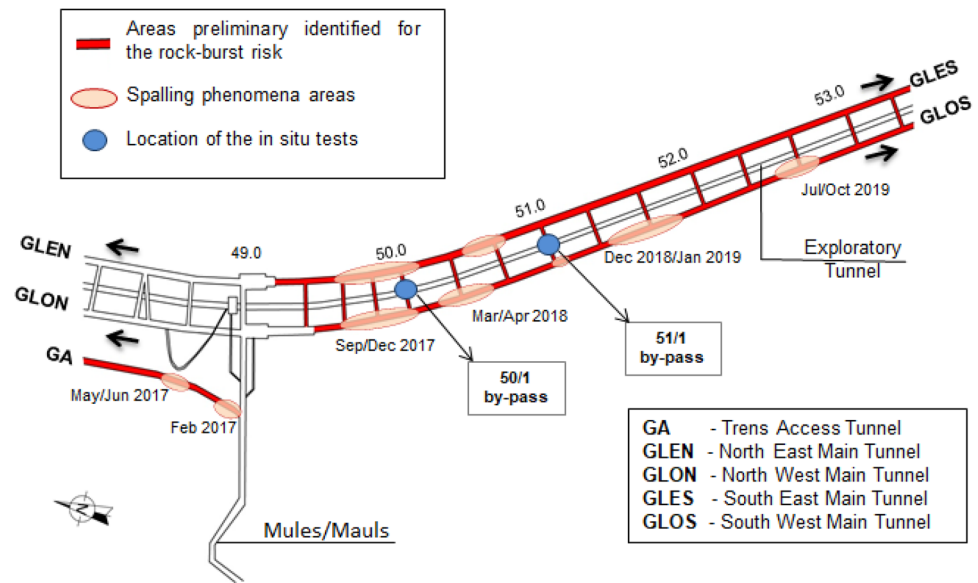 Areas preliminary identified for
the rock-burst risk
Spalling phenomena areas
Location of the in situ tests
GLES
GLOS
53.0
52.0
51.0
50.0
49.0
GLEN
GLON
GA
Jul/Oct 2019
Exploratory
Tunnel
Dec 2018/Jan 2019
Mar/Apr 2018
Sep/Dec 2017
May/Jun 2017
Feb 2017
51/1
by-pass
50/1
by-pass
N
Mules/Mauls
GA - Trens Access Tunnel
GLEN - North East Main Tunnel
GLON - North West Main Tunnel
GLES - South East Main Tunnel
GLOS - South West Main Tunnel